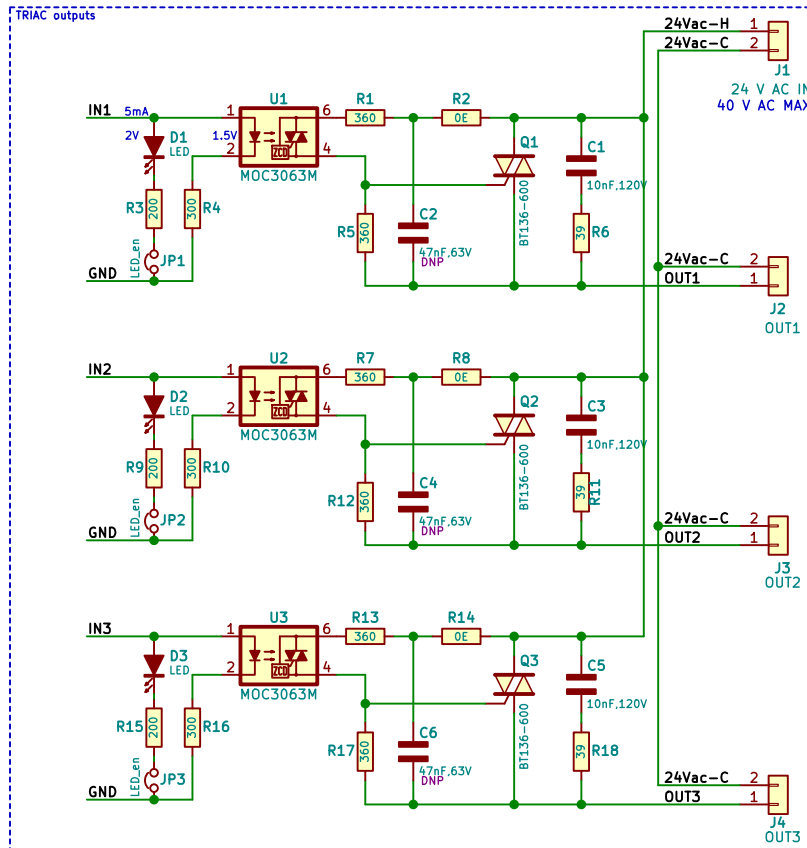 TRIAC outputs
24Vac-H 1
24Vac-C 2
J1
24 V AC IN
40 V AC MAX
IN1 5mA 1 U1 6 R1 R2
360 0E
2V D1 1.5V
LED
2 ZCD 4 Q1 C1
MOC3063M 10nF,120V
R3 200 300 R4 R5 360 C2 BT136-600 39 R6
47nF,63V
DNP
LED_en JP1
GND
24Vac-C 2
OUT1 1
J2
OUT1
IN2 1 U2 6 R7 R8
360 0E
D2
LED
2 ZCD 4 Q2 C3
MOC3063M 10nF,120V
R9 200 300 R10 R12 360 C4 BT136-600 39 R11
47nF,63V
DNP
LED_en JP2
GND
24Vac-C 2
OUT2 1
J3
OUT2
IN3 1 U3 6 R13 R14
360 0E
D3
LED
2 ZCD 4 Q3 C5
MOC3063M 10nF,120V
R15 200 300 R16 R17 360 C6 BT136-600 39 R18
47nF,63V
DNP
LED_en JP3
GND
24Vac-C 2
OUT3 1
J4
OUT3